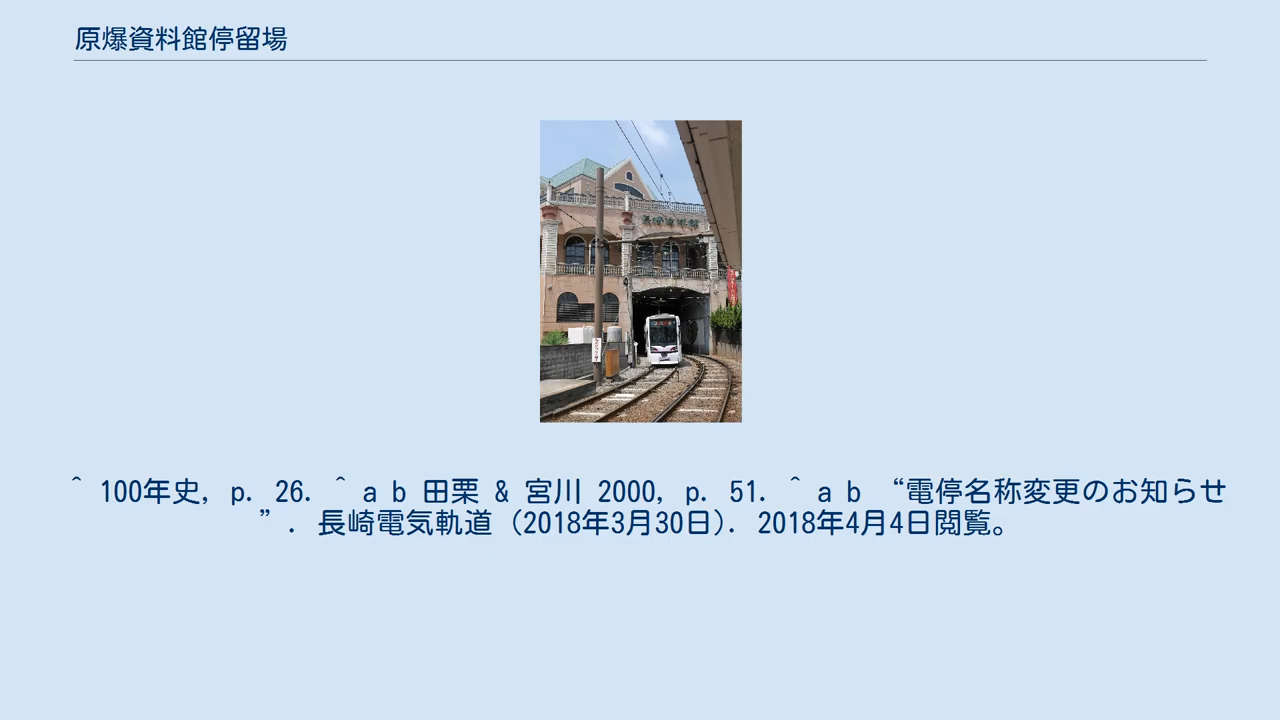 原爆資料館停留場
^ 100年史, p. 26. ^ a b 田栗 & 宮川 2000, p. 51. ^ a b “電停名称変更のお知らせ
”. 長崎電気軌道 (2018年3月30日). 2018年4月4日閲覧。